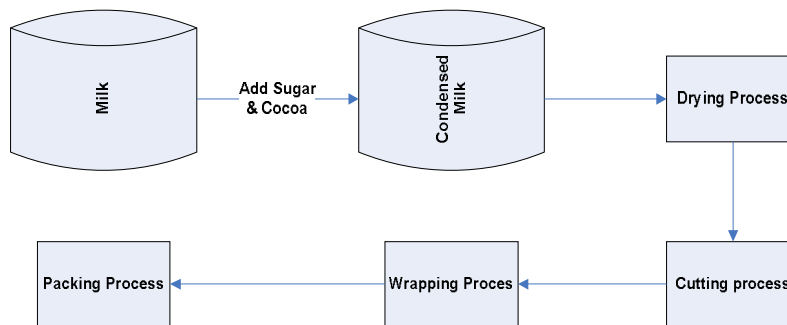 Milk
Add Sugar
& Cocoa
Condensed
Milk
Drying Process
Packing Process
Wrapping Proces
Cutting process